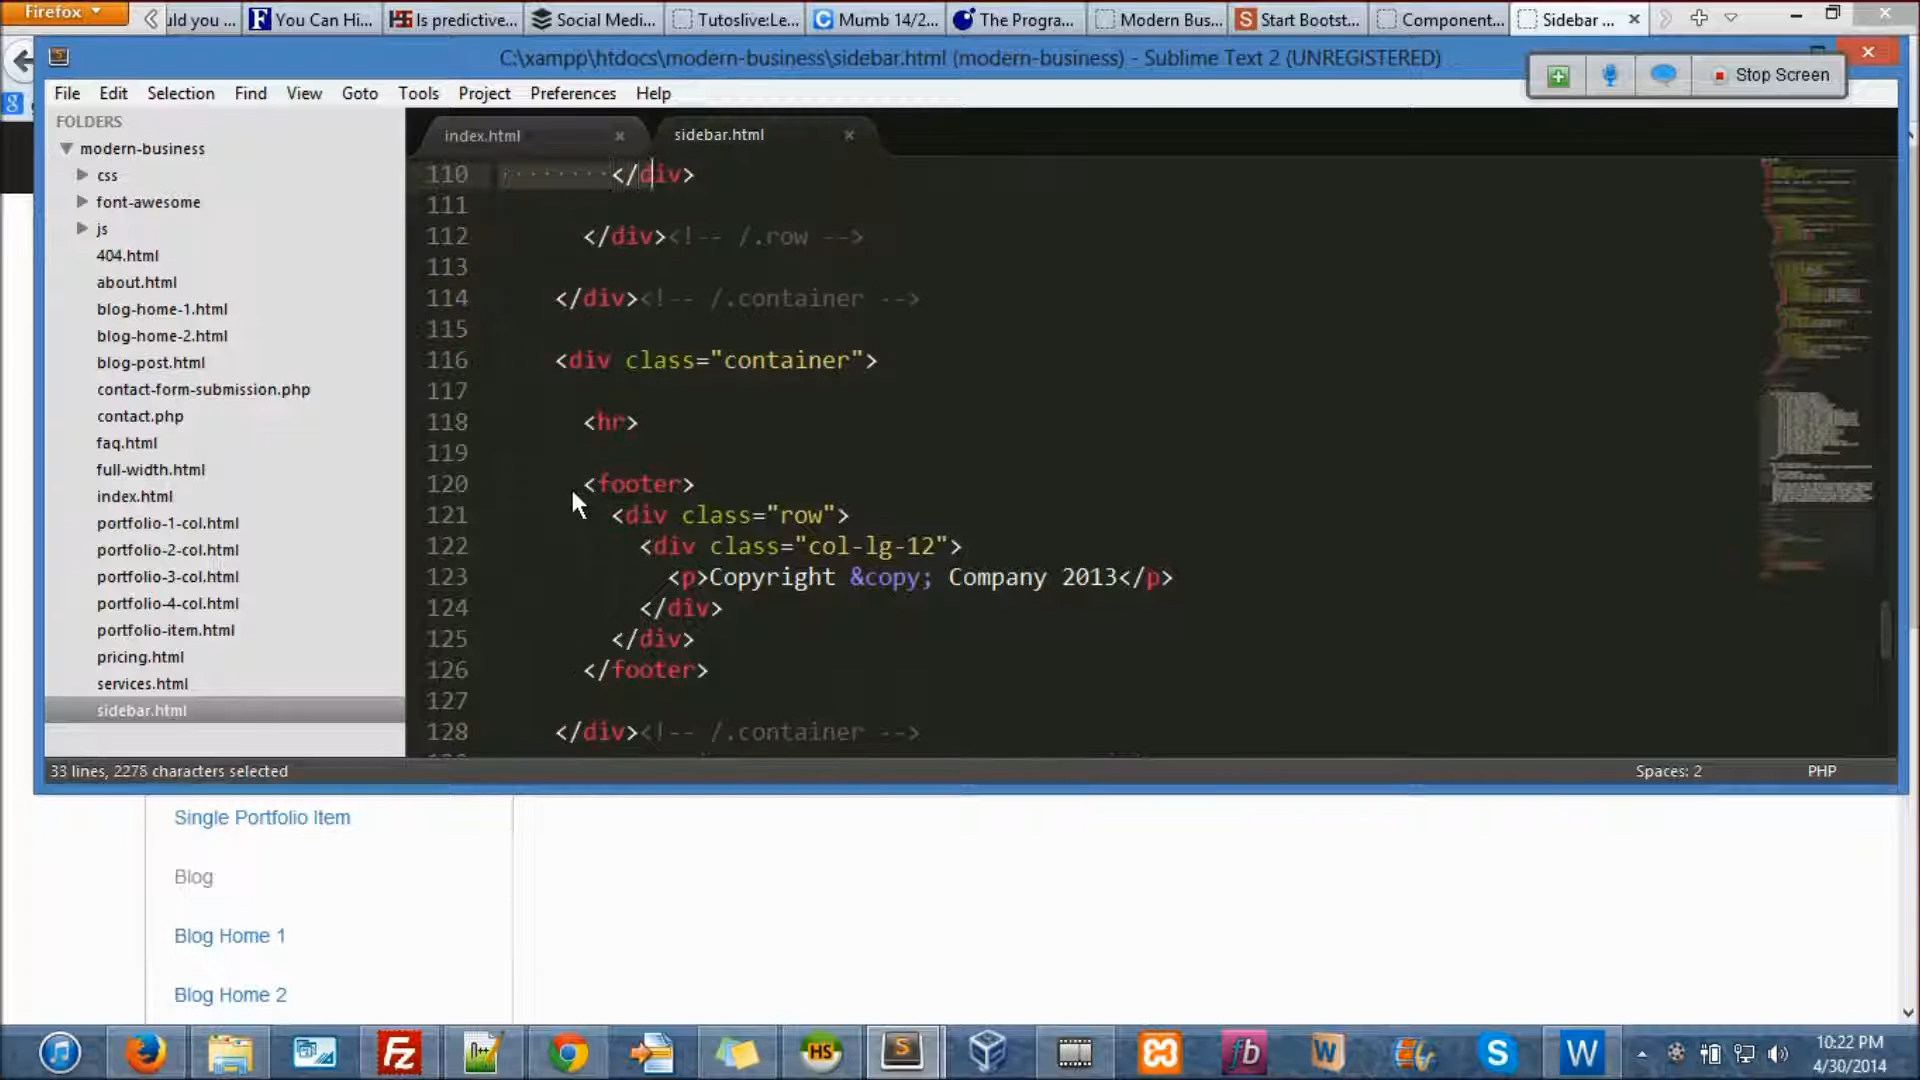 Firefox
uld you ...
You Can Hi...
Is predictive...
Social Medi...
Tutoslive:Le...
Mumb 14/2...
The Progra...
Modern Bus...
Start Bootst...
Component...
Sidebar ...
C:\xampp\htdocs\modern-business\sidebar.html (modern-business) - Sublime Text 2 (UNREGISTERED)
Stop Screen
File Edit Selection Find View Goto Tools Project Preferences Help
FOLDERS
modern-business
css
font-awesome
js
404.html
about.html
blog-home-1.html
blog-home-2.html
blog-post.html
contact-form-submission.php
contact.php
faq.html
full-width.html
index.html
portfolio-1-col.html
portfolio-2-col.html
portfolio-3-col.html
portfolio-4-col.html
portfolio-item.html
pricing.html
services.html
sidebar.html
index.html
sidebar.html
110 </div>
111
112 </div><!-- /.row -->
113
114 </div><!-- /.container -->
115
116 <div class="container">
117
118 <hr>
119
120 <footer>
121 <div class="row">
122 <div class="col-lg-12">
123 <p>Copyright &copy; Company 2013</p>
124 </div>
125 </div>
126 </footer>
127
128 </div><!-- /.container -->
33 lines, 2275 characters selected
Spaces: 2
PHP
Single Portfolio Item
Blog
Blog Home 1
Blog Home 2
10:22 PM
4/30/2014